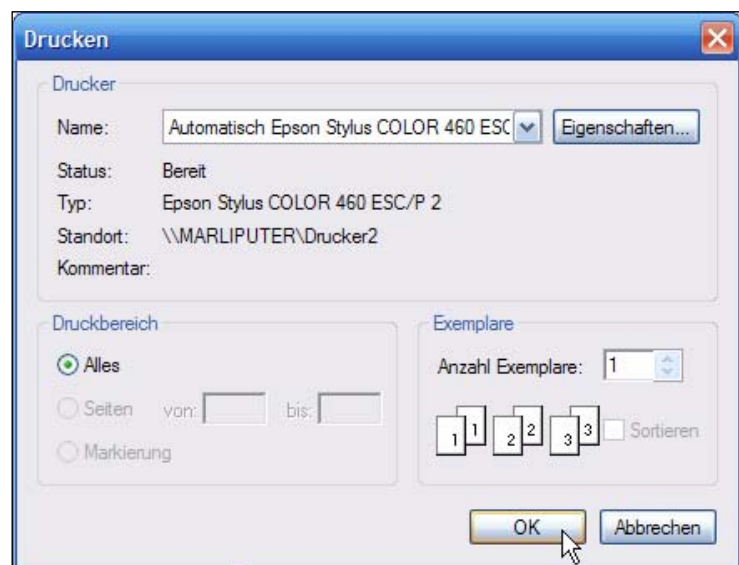 Drucken
Drucker
Name: Automatisch Epson Stylus COLOR 460 ESC Eigenschaften...
Status: Bereit
Typ: Epson Stylus COLOR 460 ESC/P 2
Standort: \\MARLIPUTER\Drucker2
Kommentar:
Druckbereich
Alles
Seiten von: bis:
Markierung
Exemplare
Anzahl Exemplare: 1
1 1 2 2 3 3 Sortieren
OK Abbrechen